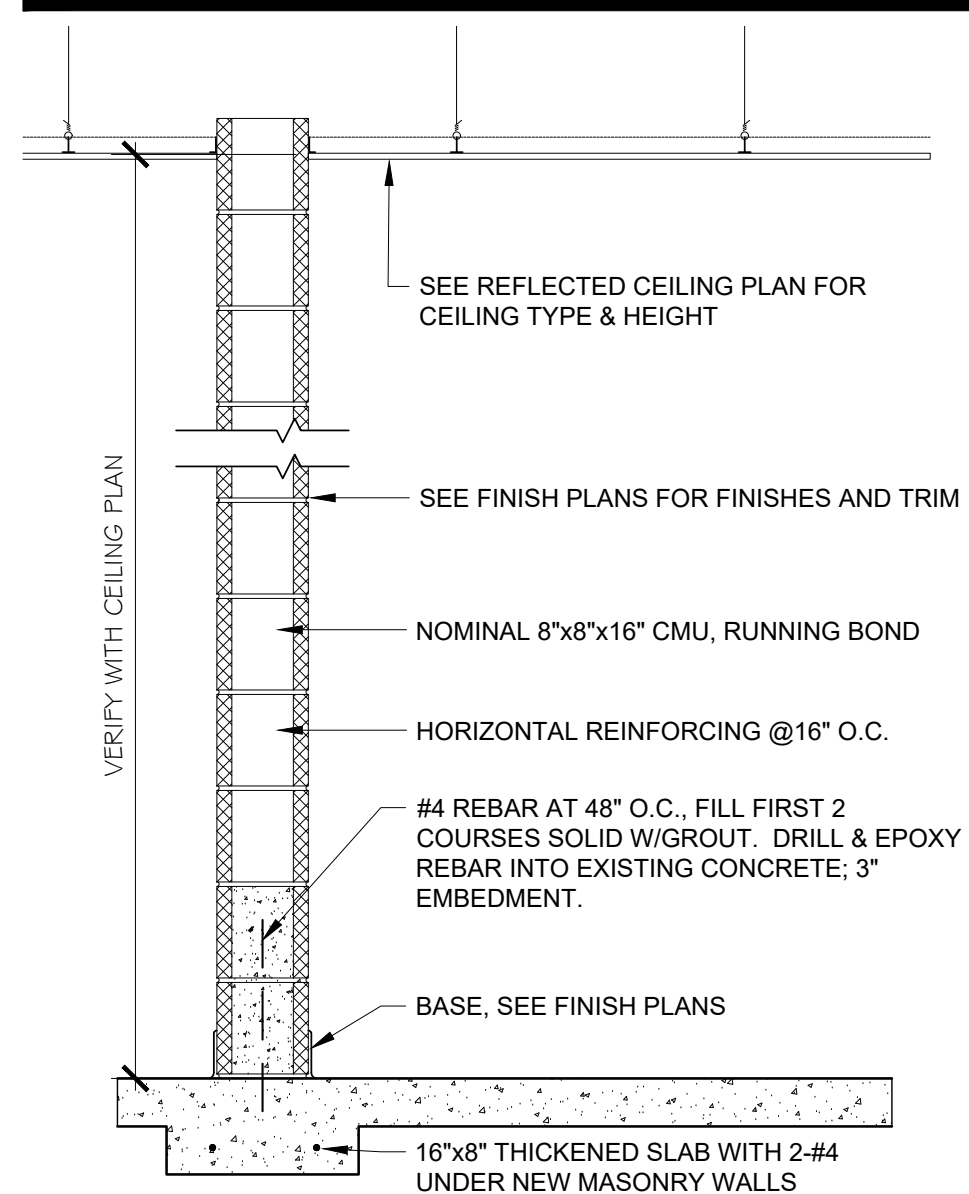 SEE REFLECTED CEILING PLAN FOR
CEILING TYPE & HEIGHT
SEE FINISH PLANS FOR FINISHES AND TRIM
VERIFY WITH CEILING PLAN
NOMINAL 8"x8"x16" CMU, RUNNING BOND
HORIZONTAL REINFORCING @16" O.C.
#4 REBAR AT 48" O.C., FILL FIRST 2
COURSES SOLID W/GROUT. DRILL & EPOXY
REBAR INTO EXISTING CONCRETE; 3"
EMBEDMENT.
BASE, SEE FINISH PLANS
16"x8" THICKENED SLAB WITH 2-#4
UNDER NEW MASONRY WALLS